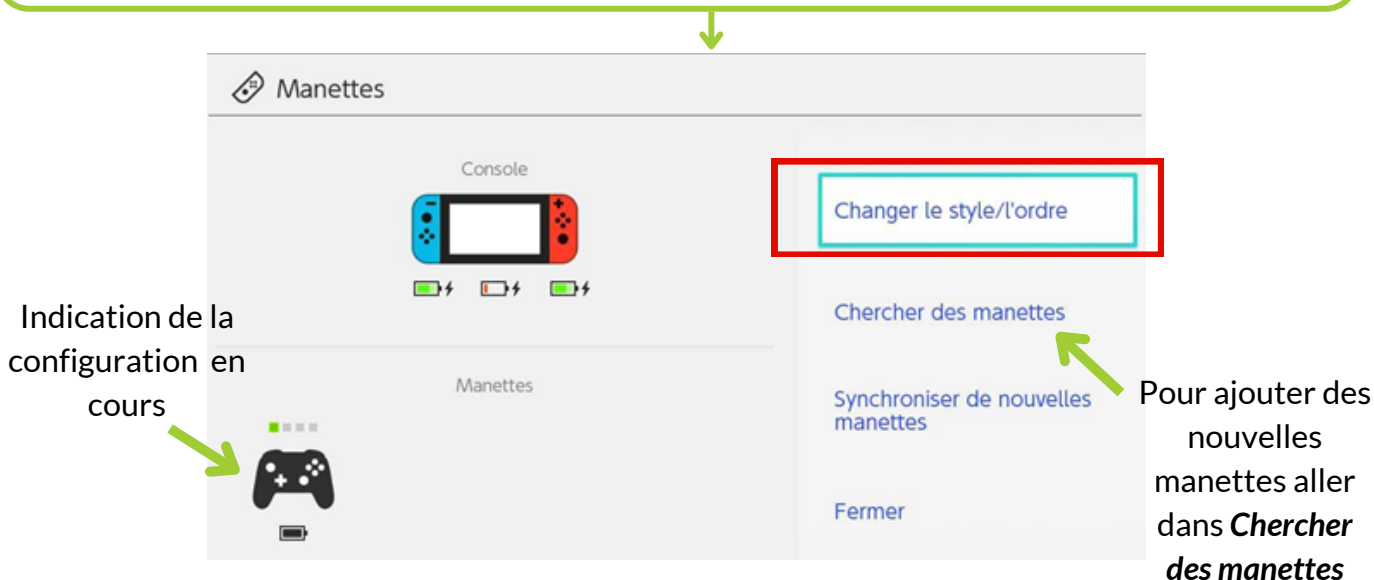 Manettes
Console
Changer le style/l'ordre
Chercher des manettes
Indication de la
configuration en
cours
Manettes
Synchroniser de nouvelles
manettes
Fermer
Pour ajouter des
nouvelles
manettes aller
dans Chercher
des manettes